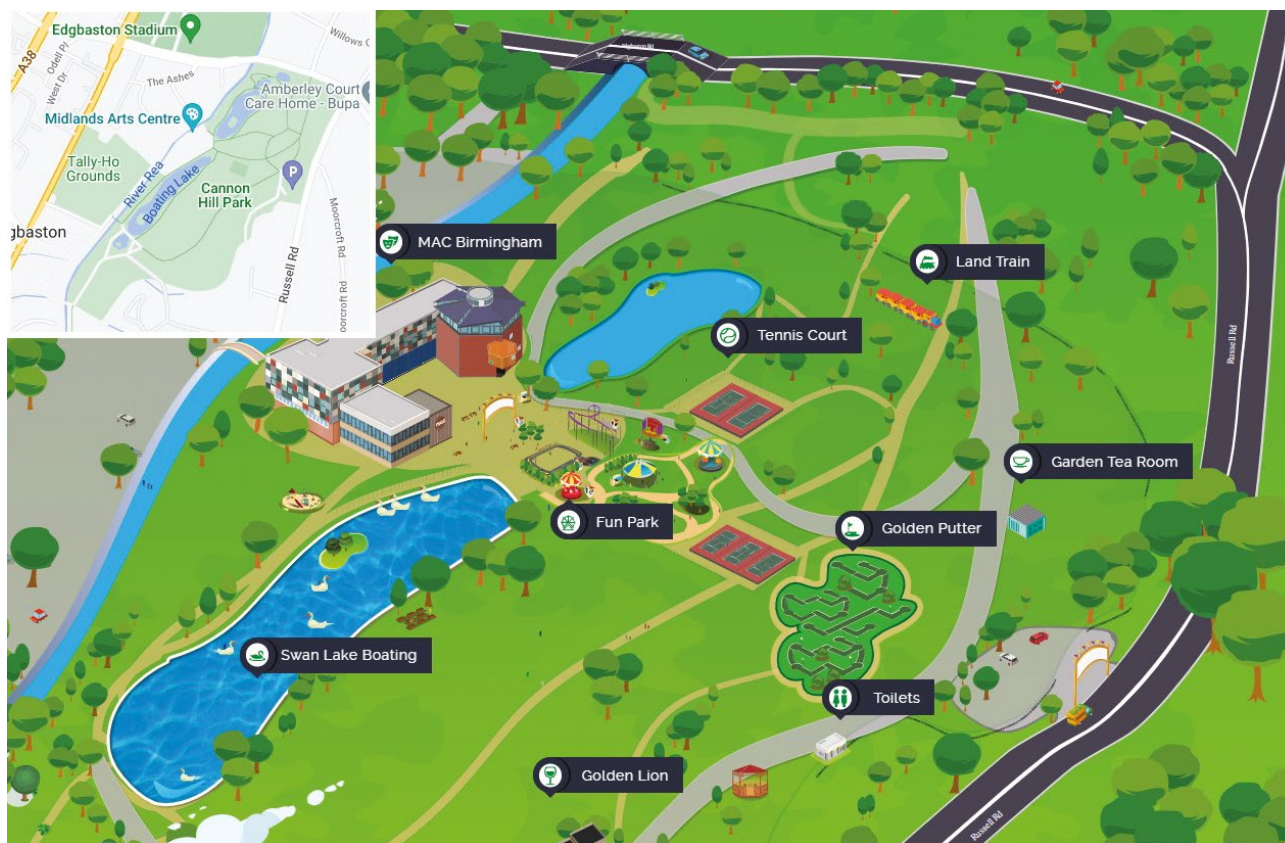 Edgbaston Stadium
Willows C
A38
Odell Pl
West Dr
The Ashes
Amberley Court
Care Home - Bupa
Midlands Arts Centre
Tally-Ho
Grounds
River Rea
Boating Lake
Cannon
Hill Park
P
Moorcroft Rd
gbaston
Russell Rd
oorcroft Rd
MAC Birmingham
Land Train
Tennis Court
Russell Rd
Garden Tea Room
Fun Park
Golden Putter
Swan Lake Boating
Toilets
Golden Lion
Russell Rd